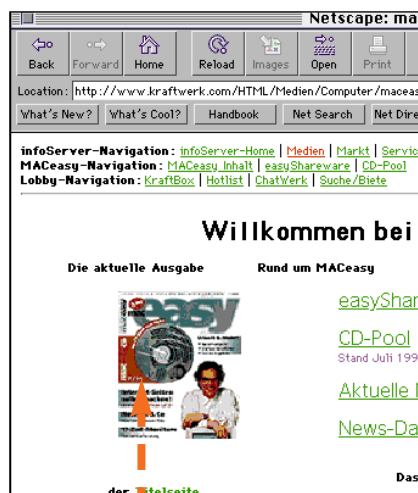 Netscape: ma
Back Forward Home Reload Images Open Print
Location: http://www.kraftwerk.com/HTML/Medien/Computer/maceas
What's New? What's Cool? Handbook Net Search Net Dire
infoServer-Navigation: infoServer-Home | Medien | Markt | Servic
MACeasy-Navigation: MACeasy Inhalt | easyShareware | CD-Pool
Lobby-Navigation: KraftBox | Hotlist | ChatWerk | Suche/Biete
Willkommen bei
Die aktuelle Ausgabe Rund um MACeasy
easy
easyShar
CD-Pool
Stand Juli 199
Aktuelle
News-Da
Das
der Titelseite